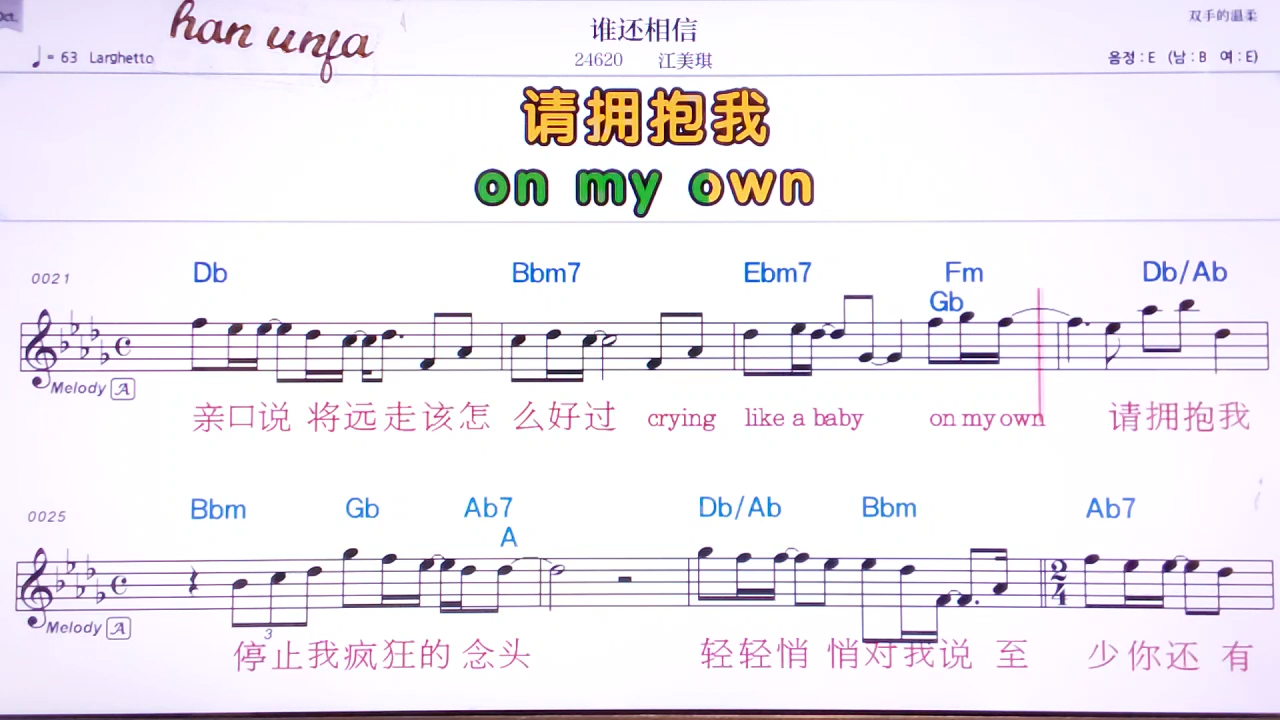 han unfa
谁还相信
双手的温柔
♩= 63 Larghetto
24620 江美琪
음정 : E (남 : B 여 : E)
请拥抱我
on my own
0021
Db Bbm7 Ebm7 Fm Db/Ab
Gb
Melody A
亲口说 将远走该怎 么好过 crying like a baby on my own 请拥抱我
0025
Bbm Gb Ab7 Db/Ab Bbm Ab7
A
2
4
3
Melody A
停止我疯狂的 念头 轻轻悄 悄对我说 至 少你还 有